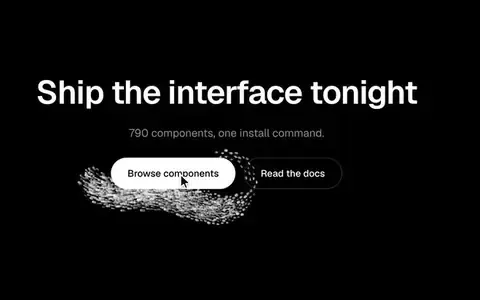 Ship the interface tonight
790 components, one install command.
Browse components
Read the docs